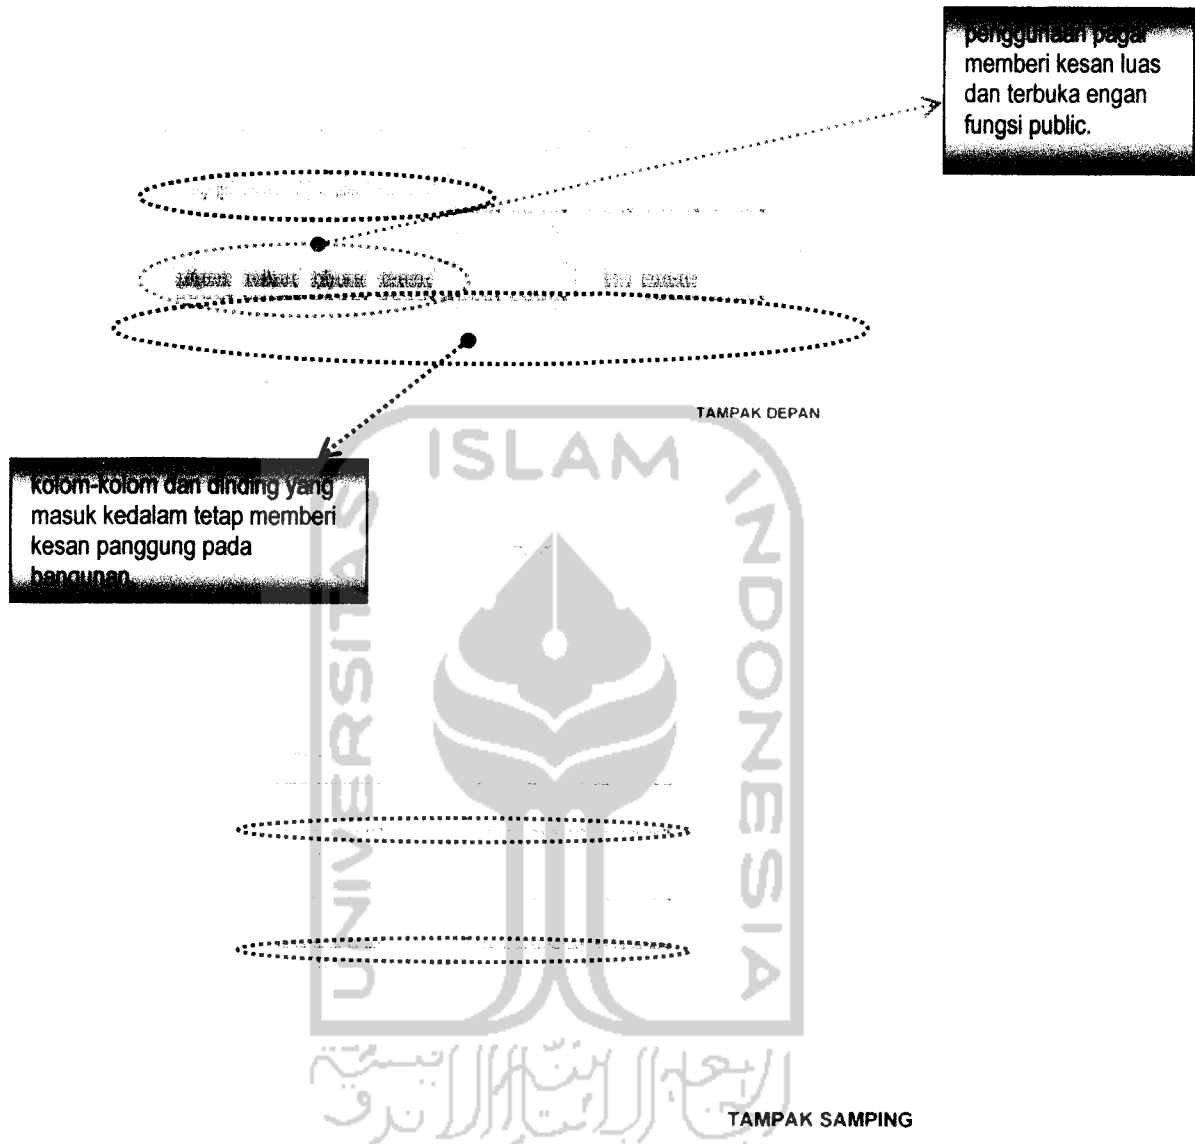 penggunaan pagar
memberi kesan luas
dan terbuka engan
fungsi public.
TAMPAK DEPAN
kolom-kolom dan dinding yang
masuk kedalam tetap memberi
kesan panggung pada
bangunan.
UNIVERSITAS
ISLAM
INDONESIA
TAMPAK SAMPING